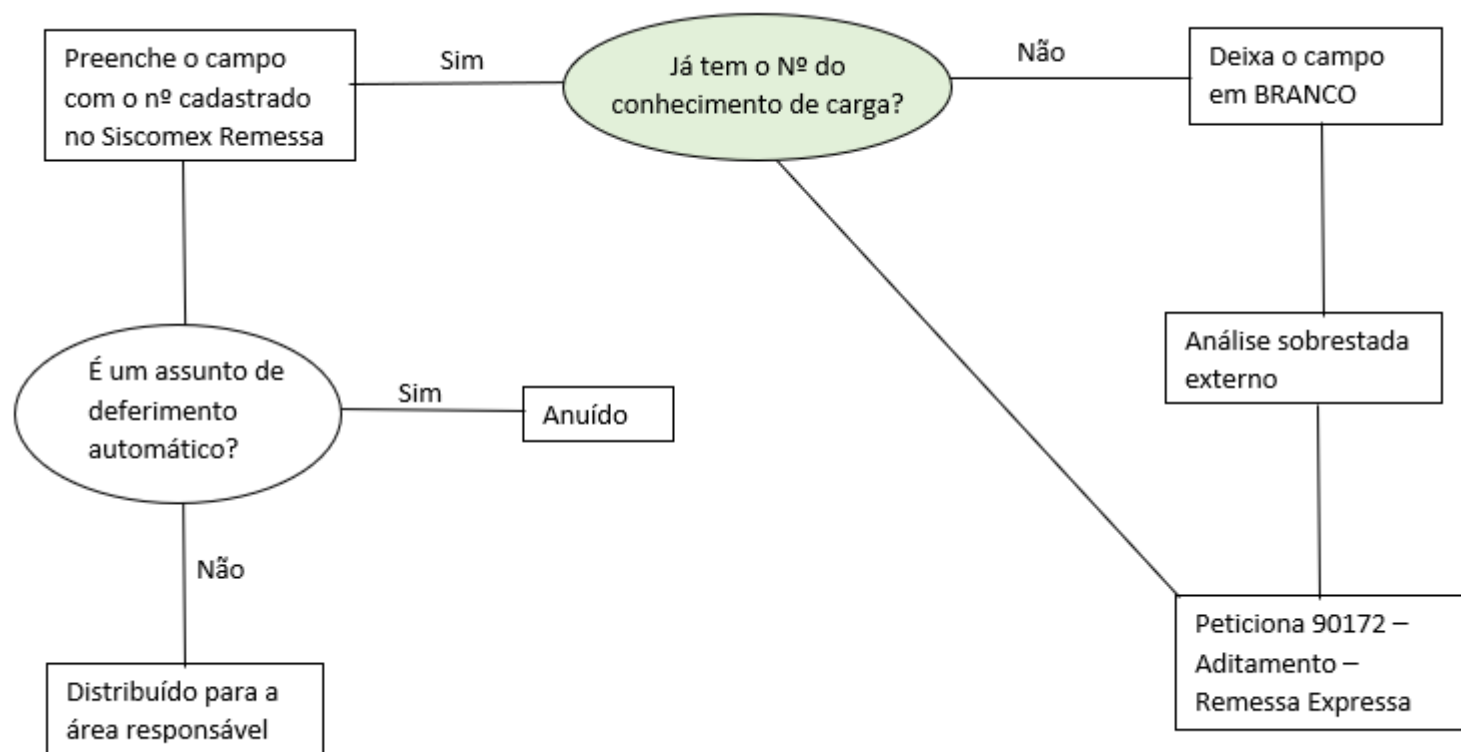 Preenche o campo
com o nº cadastrado
no Siscomex Remessa
Sim
Já tem o Nº do
conhecimento de carga?
Não
Deixa o campo
em BRANCO
É um assunto de
deferimento
automático?
Sim
Anuído
Análise sobrestada
externo
Não
Distribuído para a
área responsável
Peticiona 90172 –
Aditamento –
Remessa Expressa